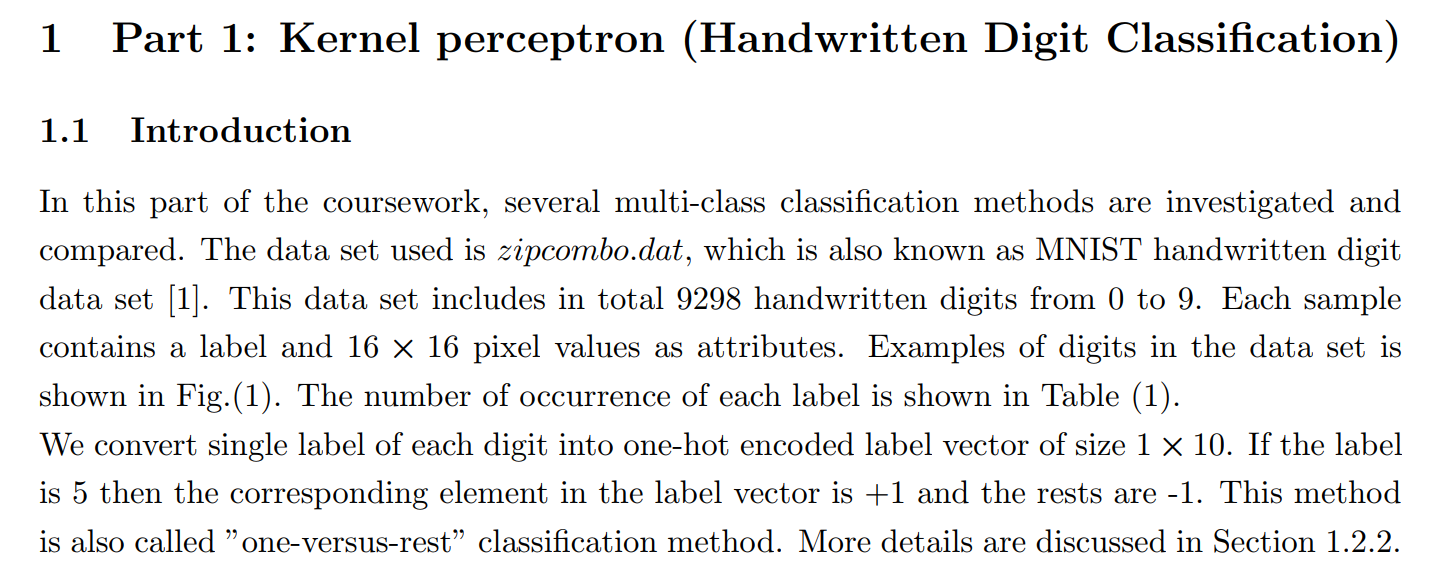 1 Part 1: Kernel perceptron (Handwritten Digit Classification)
1.1 Introduction
In this part of the coursework, several multi-class classification methods are investigated and
compared. The data set used is zipcombo.dat, which is also known as MNIST handwritten digit
data set [1]. This data set includes in total 9298 handwritten digits from 0 to 9. Each sample
contains a label and 16 × 16 pixel values as attributes. Examples of digits in the data set is
shown in Fig.(1). The number of occurrence of each label is shown in Table (1).
We convert single label of each digit into one-hot encoded label vector of size 1 × 10. If the label
is 5 then the corresponding element in the label vector is +1 and the rests are -1. This method
is also called ”one-versus-rest” classification method. More details are discussed in Section 1.2.2.